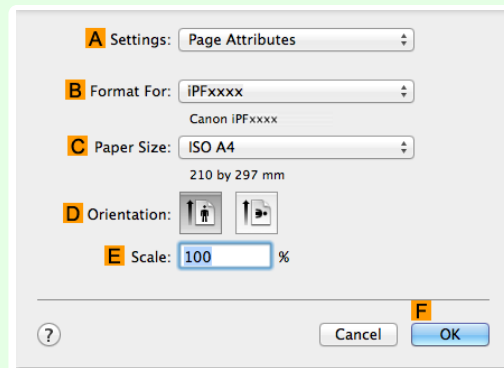 A Settings: Page Attributes
B Format For: iPFxxxx
Canon iPFxxxx
C Paper Size: ISO A4
210 by 297 mm
D Orientation:
E Scale: 100 %
F
? Cancel OK